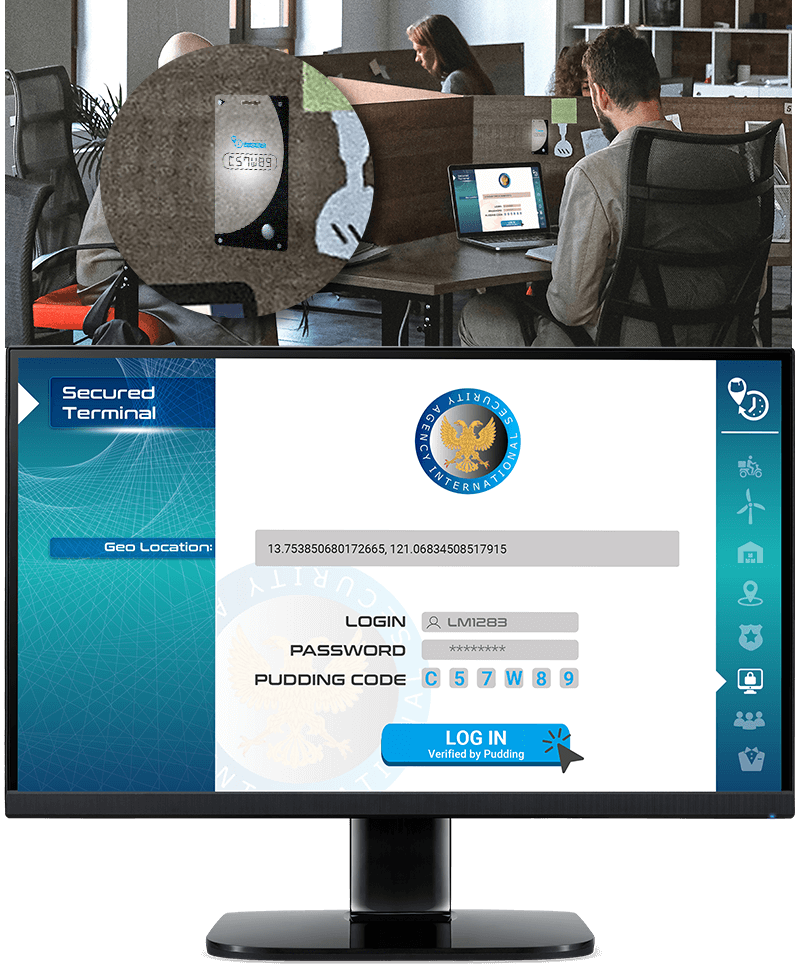 C57W89
Secured
Terminal
SECURITY AGENCY INTERNATIONAL
Geo Location:
13.753850680172665, 121.06834508517915
LOGIN LM1283
PASSWORD ********
PUDDING CODE C 5 7 W 8 9
LOG IN
Verified by Pudding